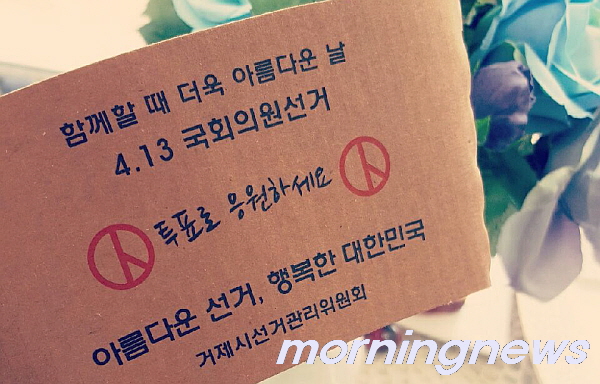 함께할 때 더욱 아름다운 날
4.13 국회의원선거
투표로 응원하세요
아름다운 선거, 행복한 대한민국
거제시선거관리위원회
morningnews